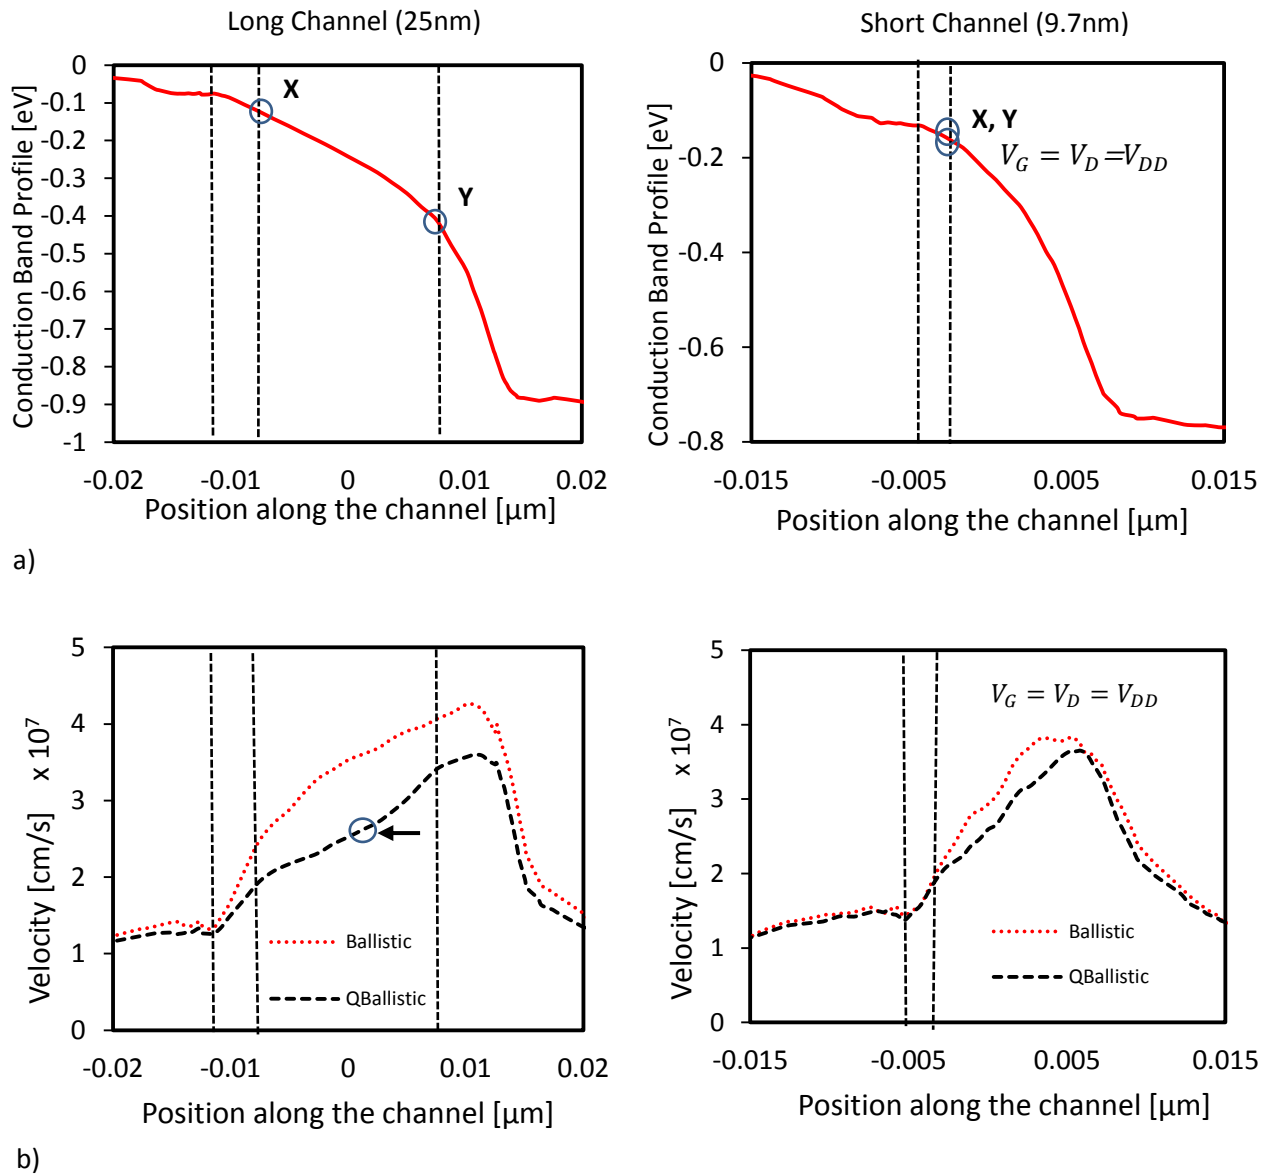 Long Channel (25nm)
Short Channel (9.7nm)
Conduction Band Profile [eV]
0
-0.1
-0.2
-0.3
-0.4
-0.5
-0.6
-0.7
-0.8
-0.9
-1
X
Y
-0.02
-0.01
0
0.01
0.02
Position along the channel [µm]
Conduction Band Profile [eV]
0
-0.2
-0.4
-0.6
-0.8
X, Y
V_G = V_D = V_DD
-0.015
-0.005
0.005
0.015
Position along the channel [µm]
a)
Velocity [cm/s] x 10^7
5
4
3
2
1
0
Ballistic
QBallistic
-0.02
-0.01
0
0.01
0.02
Position along the channel [µm]
Velocity [cm/s] x 10^7
5
4
3
2
1
0
V_G = V_D = V_DD
Ballistic
QBallistic
-0.015
-0.005
0.005
0.015
Position along the channel [µm]
b)